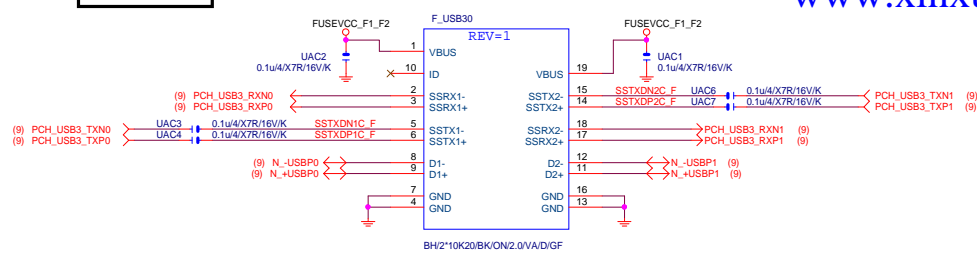 F_USB30
REV=1
FUSEVCC_F1_F2
UAC2
0.1u/4/X7R/16V/K
1 VBUS
10 ID
(9) PCH_USB3_RXN0 2 SSRX1-
(9) PCH_USB3_RXP0 3 SSRX1+
(9) PCH_USB3_TXN0 UAC3 0.1u/4/X7R/16V/K SSTXDN1C_F 5 SSTX1-
(9) PCH_USB3_TXP0 UAC4 0.1u/4/X7R/16V/K SSTXDP1C_F 6 SSTX1+
(9) N_-USBP0 8 D1-
(9) N_+USBP0 9 D1+
7 GND
4 GND
FUSEVCC_F1_F2
UAC1
0.1u/4/X7R/16V/K
VBUS 19
SSTX2- 15 SSTXDN2C_F UAC6 0.1u/4/X7R/16V/K PCH_USB3_TXN1 (9)
SSTX2+ 14 SSTXDP2C_F UAC7 0.1u/4/X7R/16V/K PCH_USB3_TXP1 (9)
SSRX2- 18 PCH_USB3_RXN1 (9)
SSRX2+ 17 PCH_USB3_RXP1 (9)
D2- 12 N_-USBP1 (9)
D2+ 11 N_+USBP1 (9)
GND 16
GND 13
BH/2*10K20/BK/ON/2.0/VA/D/GF